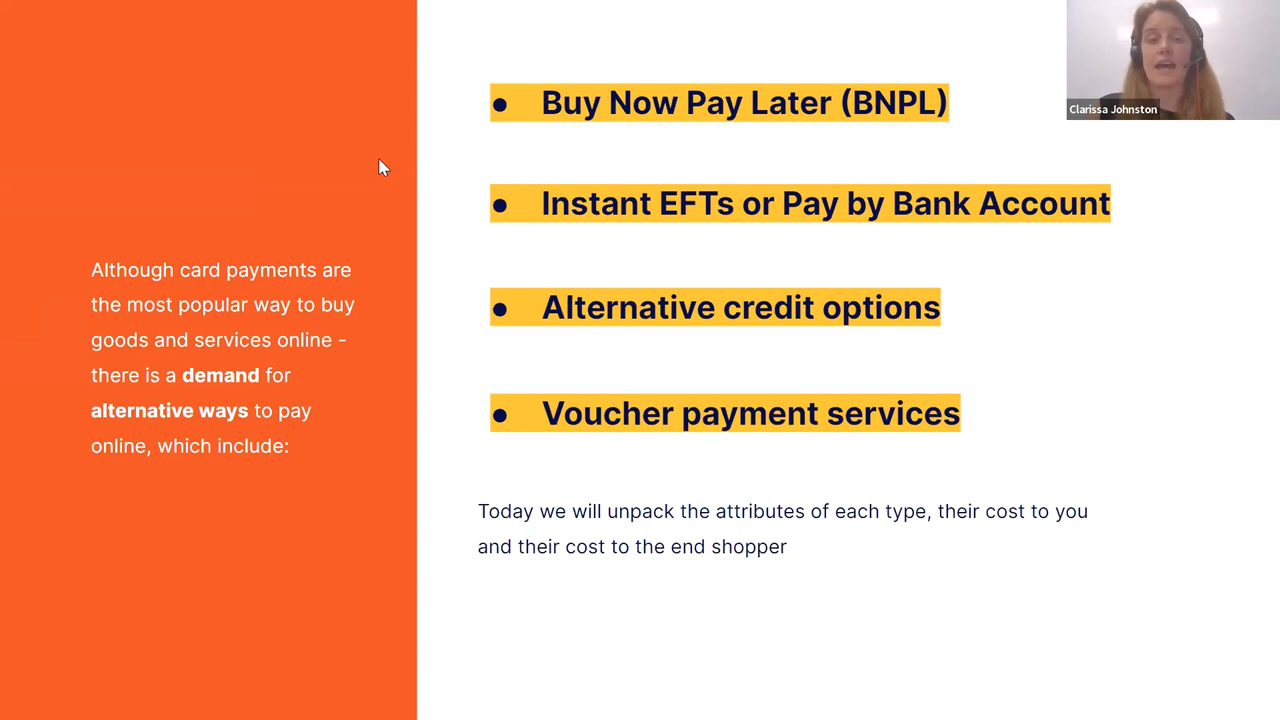 Although card payments are
the most popular way to buy
goods and services online -
there is a demand for
alternative ways to pay
online, which include:
● Buy Now Pay Later (BNPL)
● Instant EFTs or Pay by Bank Account
● Alternative credit options
● Voucher payment services
Today we will unpack the attributes of each type, their cost to you
and their cost to the end shopper
Clarissa Johnston